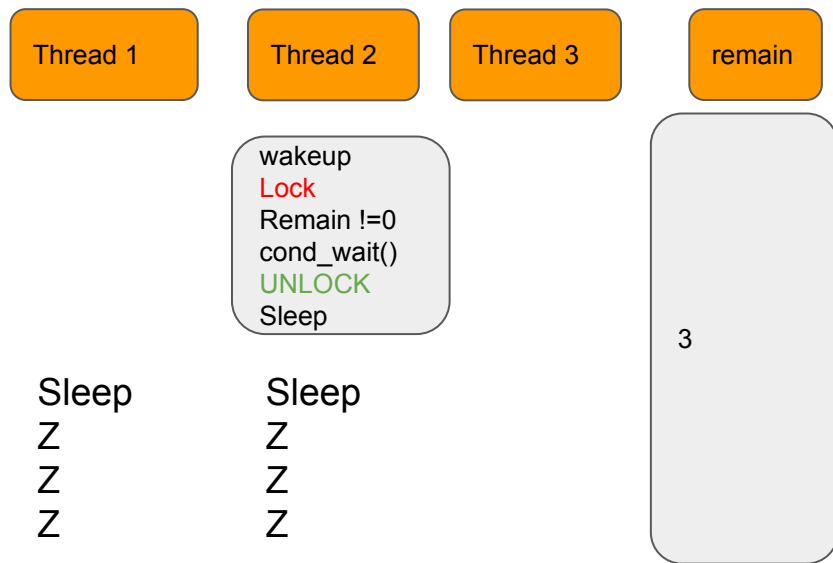 Thread 1
Thread 2
Thread 3
remain
wakeup
Lock
Remain !=0
cond_wait()
UNLOCK
Sleep
3
Sleep
Z
Z
Z
Sleep
Z
Z
Z